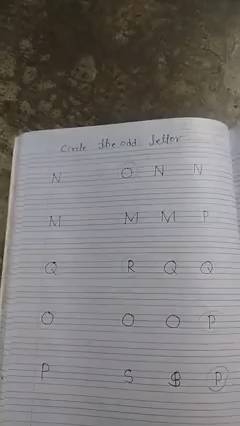 Circle the odd letter
N O N N
M M M P
Q R Q Q
O O O P
P S P